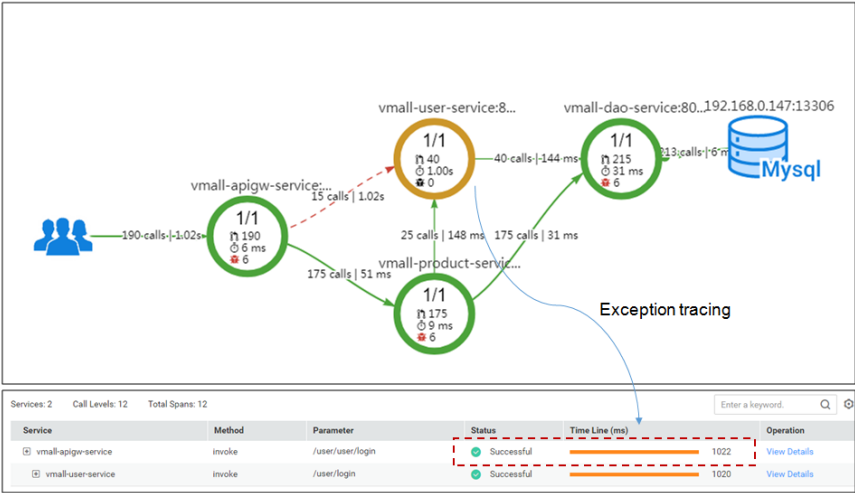 vmall-user-service:8...
vmall-dao-service:80...
192.168.0.147:13306
1/1
40
1.00s
0
40 calls | 144 ms
1/1
215
31 ms
6
213 calls | 6 m
Mysql
vmall-apigw-service:...
15 calls | 1.02s
1/1
190
6 ms
6
190 calls | 1.02s
25 calls | 148 ms
175 calls | 31 ms
vmall-product-servic...
175 calls | 51 ms
1/1
175
9 ms
6
Exception tracing
Services: 2 Call Levels: 12 Total Spans: 12 Enter a keyword.
Service Method Parameter Status Time Line (ms) Operation
vmall-apigw-service invoke /user/user/login Successful 1022 View Details
vmall-user-service invoke /user/login Successful 1020 View Details